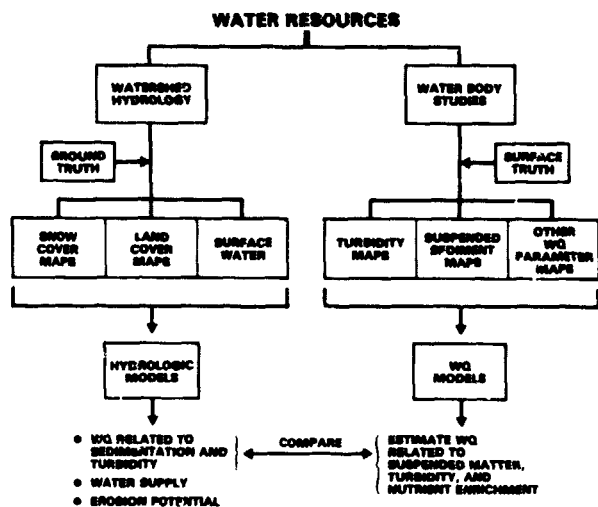 WATER RESOURCES
WATERSHED
HYDROLOGY
WATER BODY
STUDIES
GROUND
TRUTH
SURFACE
TRUTH
SNOW
COVER
MAPS
LAND
COVER
MAPS
SURFACE
WATER
TURBIDITY
MAPS
SUSPENDED
SEDIMENT
MAPS
OTHER
WQ
PARAMETER
MAPS
HYDROLOGIC
MODELS
WQ
MODELS
• WQ RELATED TO
SEDIMENTATION AND
TURBIDITY
• WATER SUPPLY
• EROSION POTENTIAL
COMPARE
ESTIMATE WQ
RELATED TO
SUSPENDED MATTER,
TURBIDITY, AND
NUTRIENT ENRICHMENT